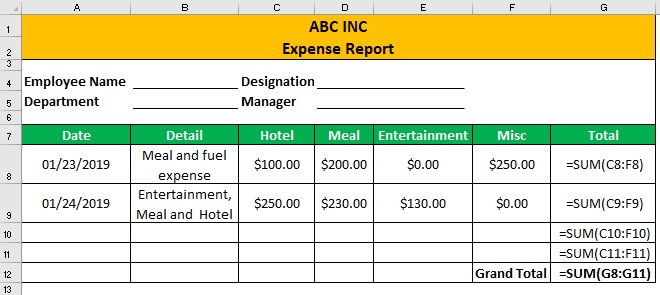 A B C D E F G
1 ABC INC
2 Expense Report
3
4 Employee Name Designation
5 Department Manager
6
7 Date Detail Hotel Meal Entertainment Misc Total
8 01/23/2019 Meal and fuel expense $100.00 $200.00 $0.00 $250.00 =SUM(C8:F8)
9 01/24/2019 Entertainment, Meal and Hotel $250.00 $230.00 $130.00 $0.00 =SUM(C9:F9)
10 =SUM(C10:F10)
11 =SUM(C11:F11)
12 Grand Total =SUM(G8:G11)
13